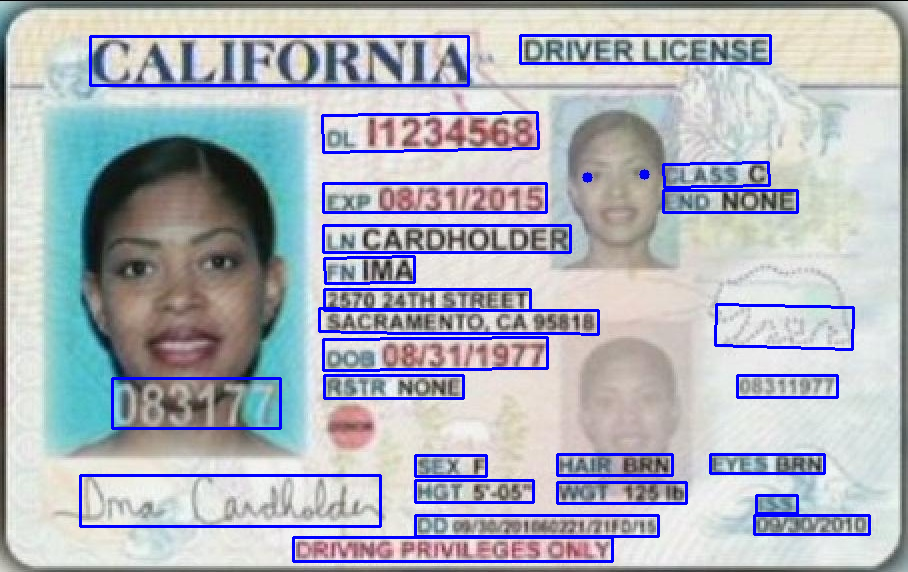 CALIFORNIA
DRIVER LICENSE
DL I1234568
CLASS C
EXP 08/31/2015
END NONE
LN CARDHOLDER
FN IMA
2570 24TH STREET
SACRAMENTO, CA 95818
DOB 08/31/1977
RSTR NONE
08311977
083177
SEX F
HAIR BRN
EYES BRN
HGT 5'-05"
WGT 125 lb
ISS
DD 09/30/201060221/21FD/15
09/30/2010
Ima Cardholder
DRIVING PRIVILEGES ONLY